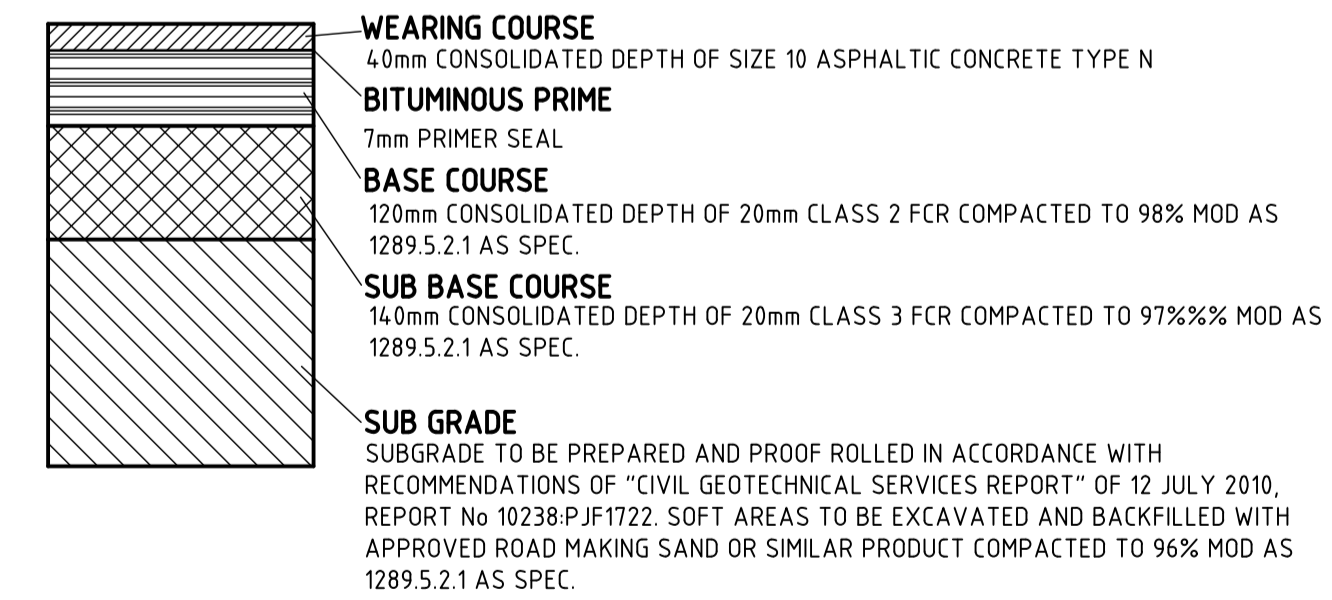 WEARING COURSE
40mm CONSOLIDATED DEPTH OF SIZE 10 ASPHALTIC CONCRETE TYPE N
BITUMINOUS PRIME
7mm PRIMER SEAL
BASE COURSE
120mm CONSOLIDATED DEPTH OF 20mm CLASS 2 FCR COMPACTED TO 98% MOD AS
1289.5.2.1 AS SPEC.
SUB BASE COURSE
140mm CONSOLIDATED DEPTH OF 20mm CLASS 3 FCR COMPACTED TO 97%%% MOD AS
1289.5.2.1 AS SPEC.
SUB GRADE
SUBGRADE TO BE PREPARED AND PROOF ROLLED IN ACCORDANCE WITH
RECOMMENDATIONS OF "CIVIL GEOTECHNICAL SERVICES REPORT" OF 12 JULY 2010,
REPORT No 10238:PJF1722. SOFT AREAS TO BE EXCAVATED AND BACKFILLED WITH
APPROVED ROAD MAKING SAND OR SIMILAR PRODUCT COMPACTED TO 96% MOD AS
1289.5.2.1 AS SPEC.